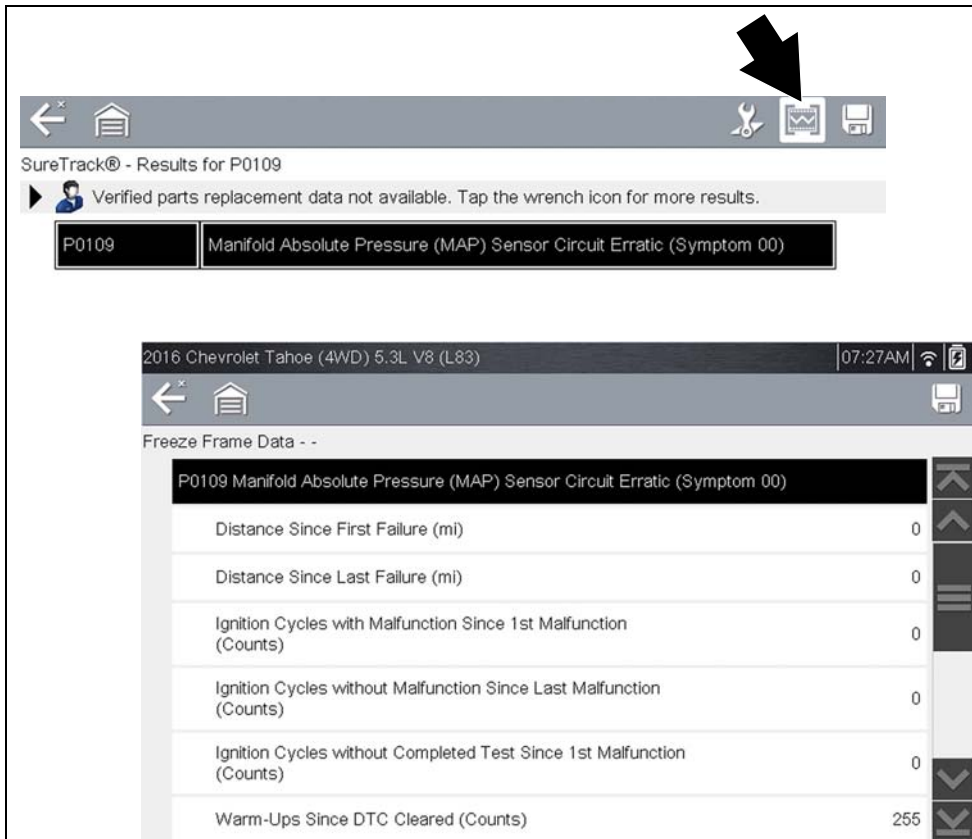 SureTrack® - Results for P0109
Verified parts replacement data not available. Tap the wrench icon for more results.
P0109 Manifold Absolute Pressure (MAP) Sensor Circuit Erratic (Symptom 00)
2016 Chevrolet Tahoe (4WD) 5.3L V8 (L83) 07:27AM
Freeze Frame Data - -
P0109 Manifold Absolute Pressure (MAP) Sensor Circuit Erratic (Symptom 00)
Distance Since First Failure (mi) 0
Distance Since Last Failure (mi) 0
Ignition Cycles with Malfunction Since 1st Malfunction
(Counts) 0
Ignition Cycles without Malfunction Since Last Malfunction
(Counts) 0
Ignition Cycles without Completed Test Since 1st Malfunction
(Counts) 0
Warm-Ups Since DTC Cleared (Counts) 255